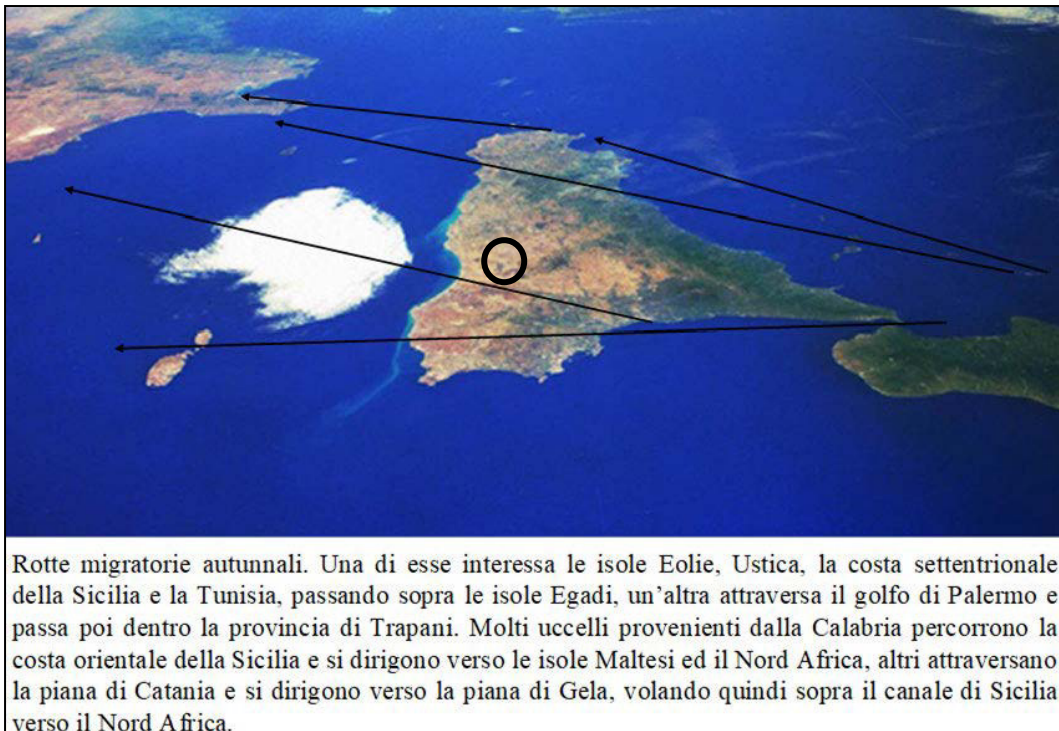 Rotte migratorie autunnali. Una di esse interessa le isole Eolie, Ustica, la costa settentrionale
della Sicilia e la Tunisia, passando sopra le isole Egadi, un’altra attraversa il golfo di Palermo e
passa poi dentro la provincia di Trapani. Molti uccelli provenienti dalla Calabria percorrono la
costa orientale della Sicilia e si dirigono verso le isole Maltesi ed il Nord Africa, altri attraversano
la piana di Catania e si dirigono verso la piana di Gela, volando quindi sopra il canale di Sicilia
verso il Nord Africa.